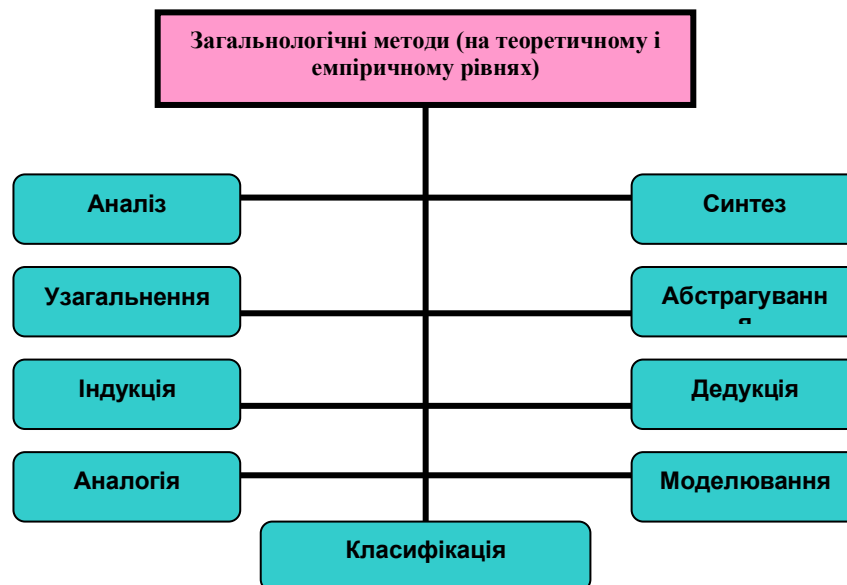 Загальнологічні методи (на теоретичному і
емпіричному рівнях)
Аналіз
Синтез
Узагальнення
Абстрагуванн
я
Індукція
Дедукція
Аналогія
Моделювання
Класифікація